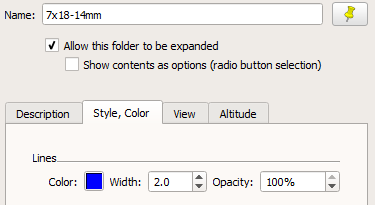 Name: 7x18-14mm
Allow this folder to be expanded
Show contents as options (radio button selection)
Description Style, Color View Altitude
Lines
Color: Width: 2.0 Opacity: 100%